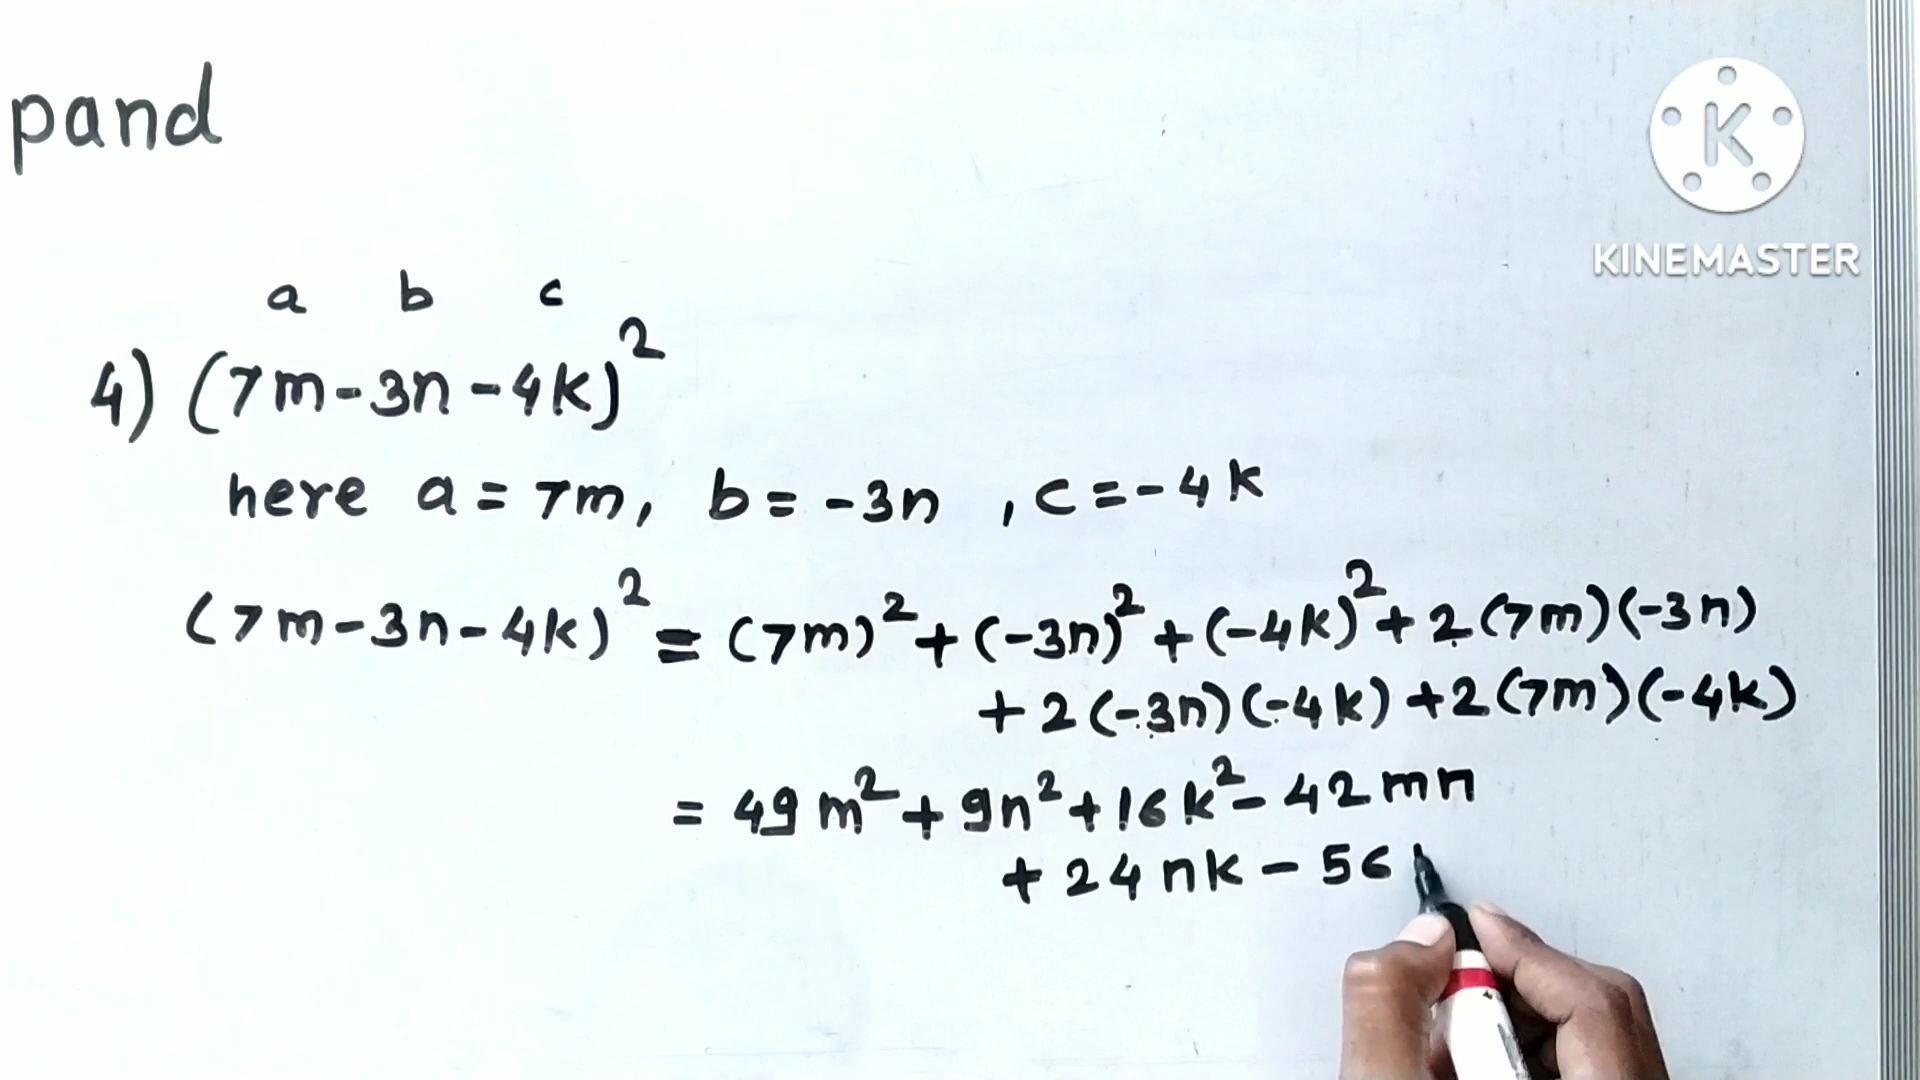 pand
K
KINEMASTER
a b c
4) (7m-3n-4k)²
here a = 7m, b = -3n , c = -4k
(7m-3n-4k)² = (7m)² + (-3n)² + (-4k)² + 2(7m)(-3n)
+ 2(-3n)(-4k) + 2(7m)(-4k)
= 49m² + 9n² + 16k² - 42mn
+ 24nk - 56